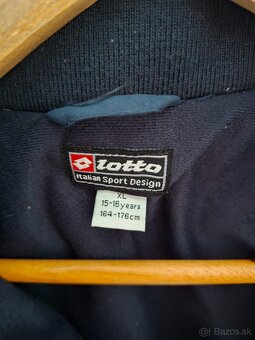 lotto
Italian Sport Design
XL
15-16 years
164-176cm
bazos.sk